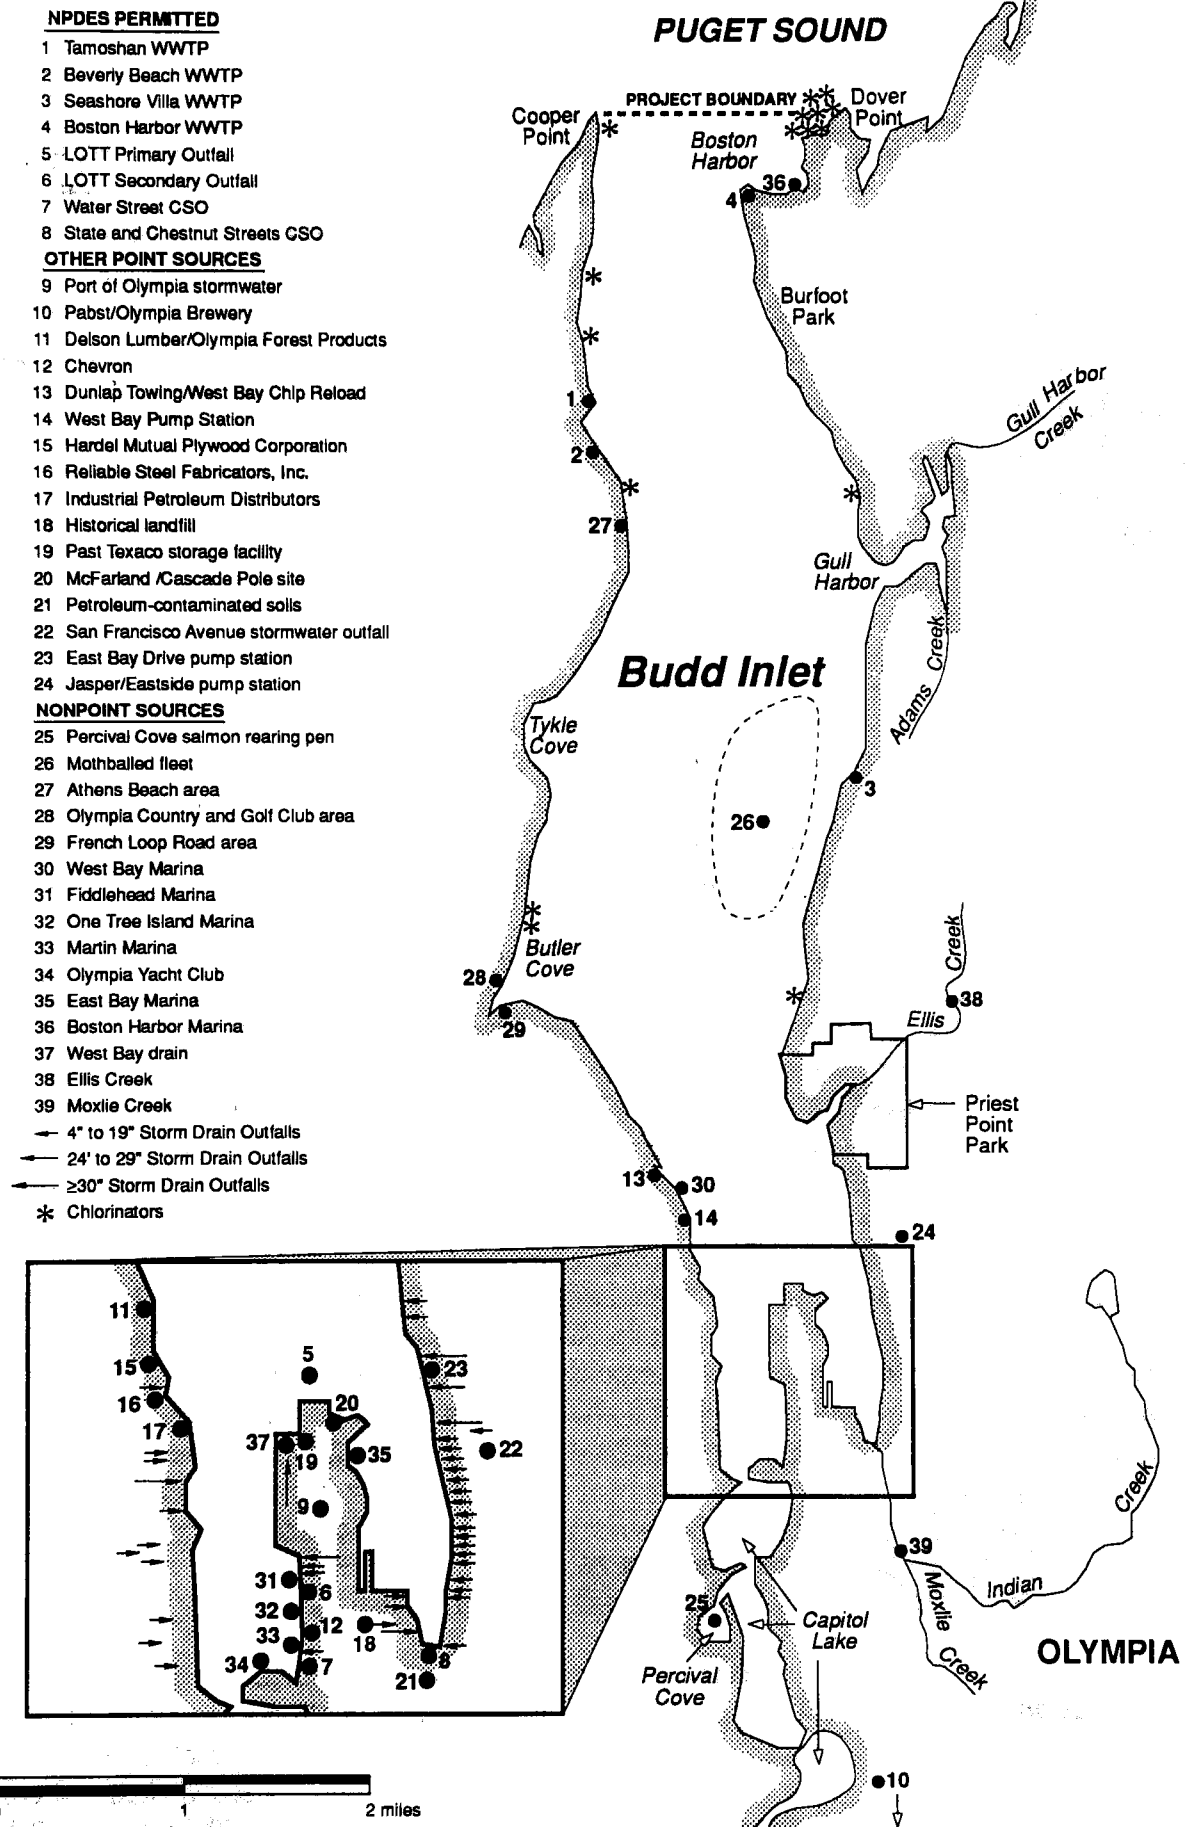 NPDES PERMITTED
1 Tamoshan WWTP
2 Beverly Beach WWTP
3 Seashore Villa WWTP
4 Boston Harbor WWTP
5 LOTT Primary Outfall
6 LOTT Secondary Outfall
7 Water Street CSO
8 State and Chestnut Streets CSO
OTHER POINT SOURCES
9 Port of Olympia stormwater
10 Pabst/Olympia Brewery
11 Delson Lumber/Olympia Forest Products
12 Chevron
13 Dunlap Towing/West Bay Chip Reload
14 West Bay Pump Station
15 Hardel Mutual Plywood Corporation
16 Reliable Steel Fabricators, Inc.
17 Industrial Petroleum Distributors
18 Historical landfill
19 Past Texaco storage facility
20 McFarland /Cascade Pole site
21 Petroleum-contaminated soils
22 San Francisco Avenue stormwater outfall
23 East Bay Drive pump station
24 Jasper/Eastside pump station
NONPOINT SOURCES
25 Percival Cove salmon rearing pen
26 Mothballed fleet
27 Athens Beach area
28 Olympia Country and Golf Club area
29 French Loop Road area
30 West Bay Marina
31 Fiddlehead Marina
32 One Tree Island Marina
33 Martin Marina
34 Olympia Yacht Club
35 East Bay Marina
36 Boston Harbor Marina
37 West Bay drain
38 Ellis Creek
39 Moxlie Creek
4" to 19" Storm Drain Outfalls
24' to 29" Storm Drain Outfalls
≥30" Storm Drain Outfalls
* Chlorinators
PUGET SOUND
PROJECT BOUNDARY
Cooper
Point
Dover
Point
Boston
Harbor
36
4
Burfoot
Park
1
2
27
Gull Harbor
Creek
Gull
Harbor
Adams Creek
Budd Inlet
Tykle
Cove
3
26
Butler
Cove
28
29
Ellis Creek
38
Priest
Point
Park
13
30
14
24
11
15
16
17
5
20
37
19
35
9
23
22
31
6
32
12
33
18
34
7
8
21
39
Indian Creek
Moxlie Creek
25
Capitol
Lake
Percival
Cove
OLYMPIA
10
1
2 miles